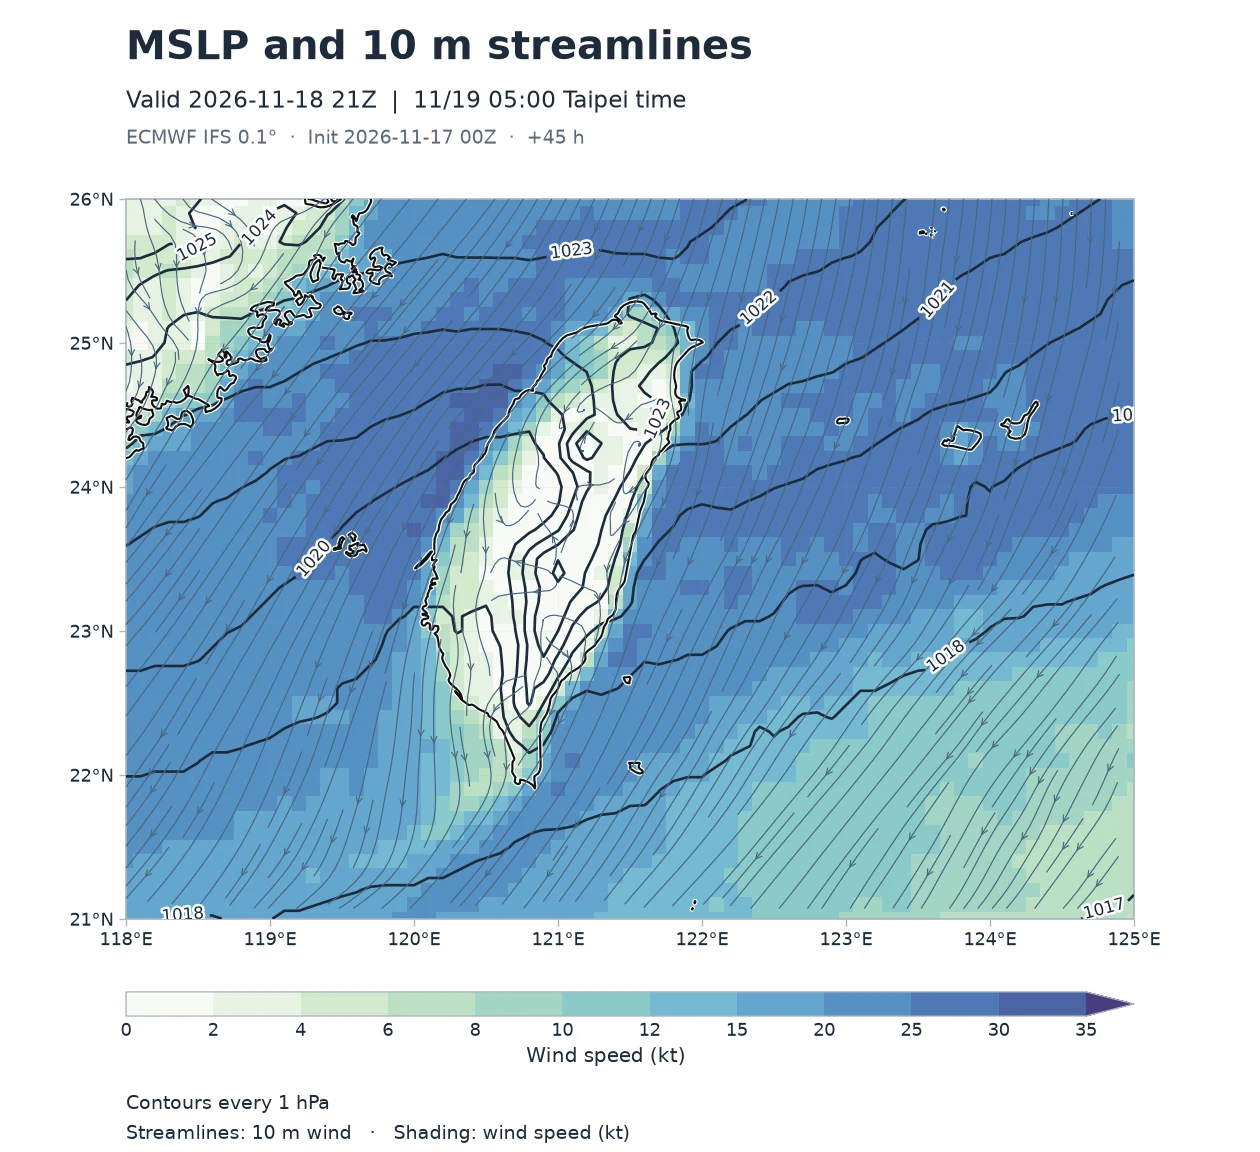 MSLP and 10 m streamlines
Valid 2026-11-18 21Z | 11/19 05:00 Taipei time
ECMWF IFS 0.1° · Init 2026-11-17 00Z · +45 h
26°N
25°N
24°N
23°N
22°N
21°N
1025
1024
1023
1022
1021
1023
10
1020
1018
1018
1017
118°E 119°E 120°E 121°E 122°E 123°E 124°E 125°E
0 2 4 6 8 10 12 15 20 25 30 35
Wind speed (kt)
Contours every 1 hPa
Streamlines: 10 m wind · Shading: wind speed (kt)